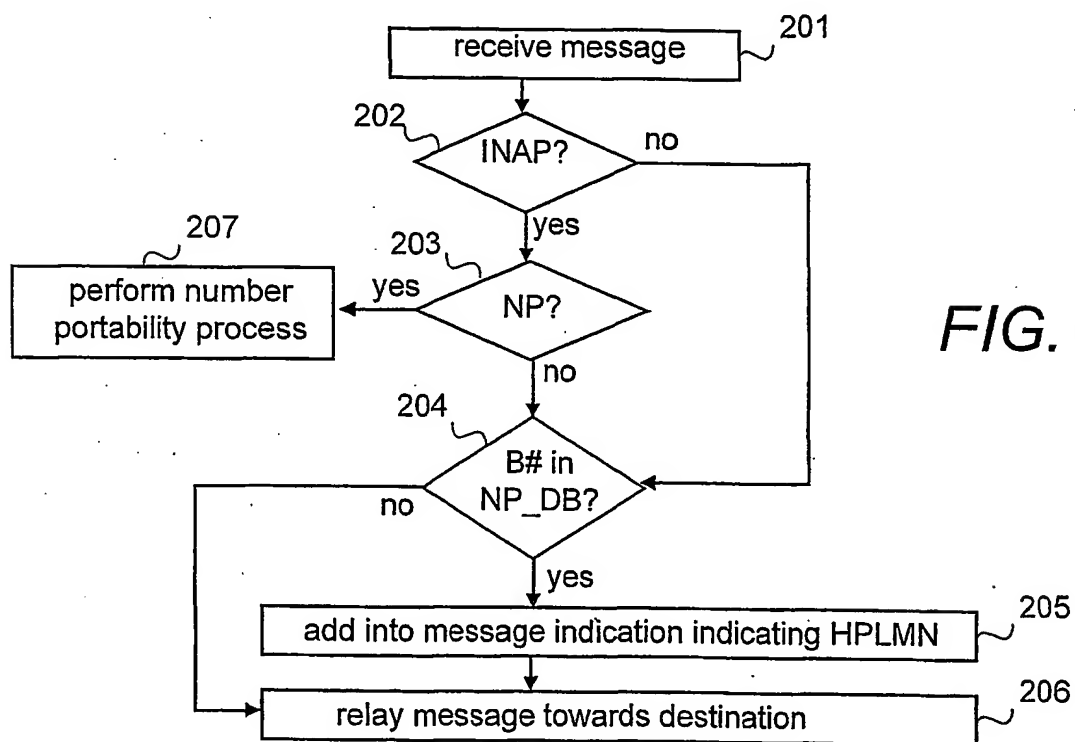 201
receive message
202
INAP?
no
yes
207
203
perform number
portability process
yes
NP?
FIG.
no
204
B# in
NP_DB?
no
yes
205
add into message indication indicating HPLMN
206
relay message towards destination